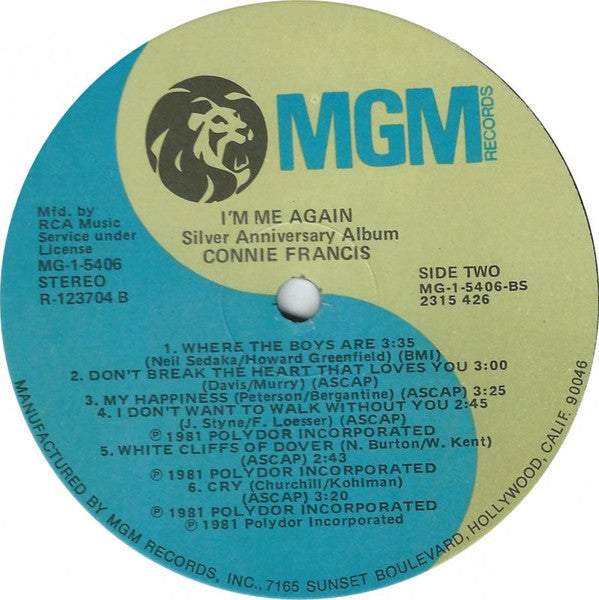 MGM
RECORDS
I'M ME AGAIN
Silver Anniversary Album
CONNIE FRANCIS
Mfd. by
RCA Music
Service under
License
MG-1-5406
STEREO
R-123704 B
SIDE TWO
MG-1-5406-BS
2315 426
1. WHERE THE BOYS ARE 3:35
(Neil Sedaka/Howard Greenfield) (BMI)
2. DON'T BREAK THE HEART THAT LOVES YOU 3:00
(Davis/Murry) (ASCAP)
3. MY HAPPINESS (Peterson/Bergantine) (ASCAP) 3:25
4. I DON'T WANT TO WALK WITHOUT YOU 2:45
(J. Styne/F. Loesser) (ASCAP)
℗ 1981 POLYDOR INCORPORATED
5. WHITE CLIFFS OF DOVER (N. Burton/W. Kent)
(ASCAP) 2:43
℗ 1981 POLYDOR INCORPORATED
6. CRY (Churchill/Kohlman)
(ASCAP) 3:20
℗ 1981 POLYDOR INCORPORATED
℗ 1981 Polydor Incorporated
MANUFACTURED BY MGM RECORDS, INC., 7165 SUNSET BOULEVARD, HOLLYWOOD, CALIF. 90046